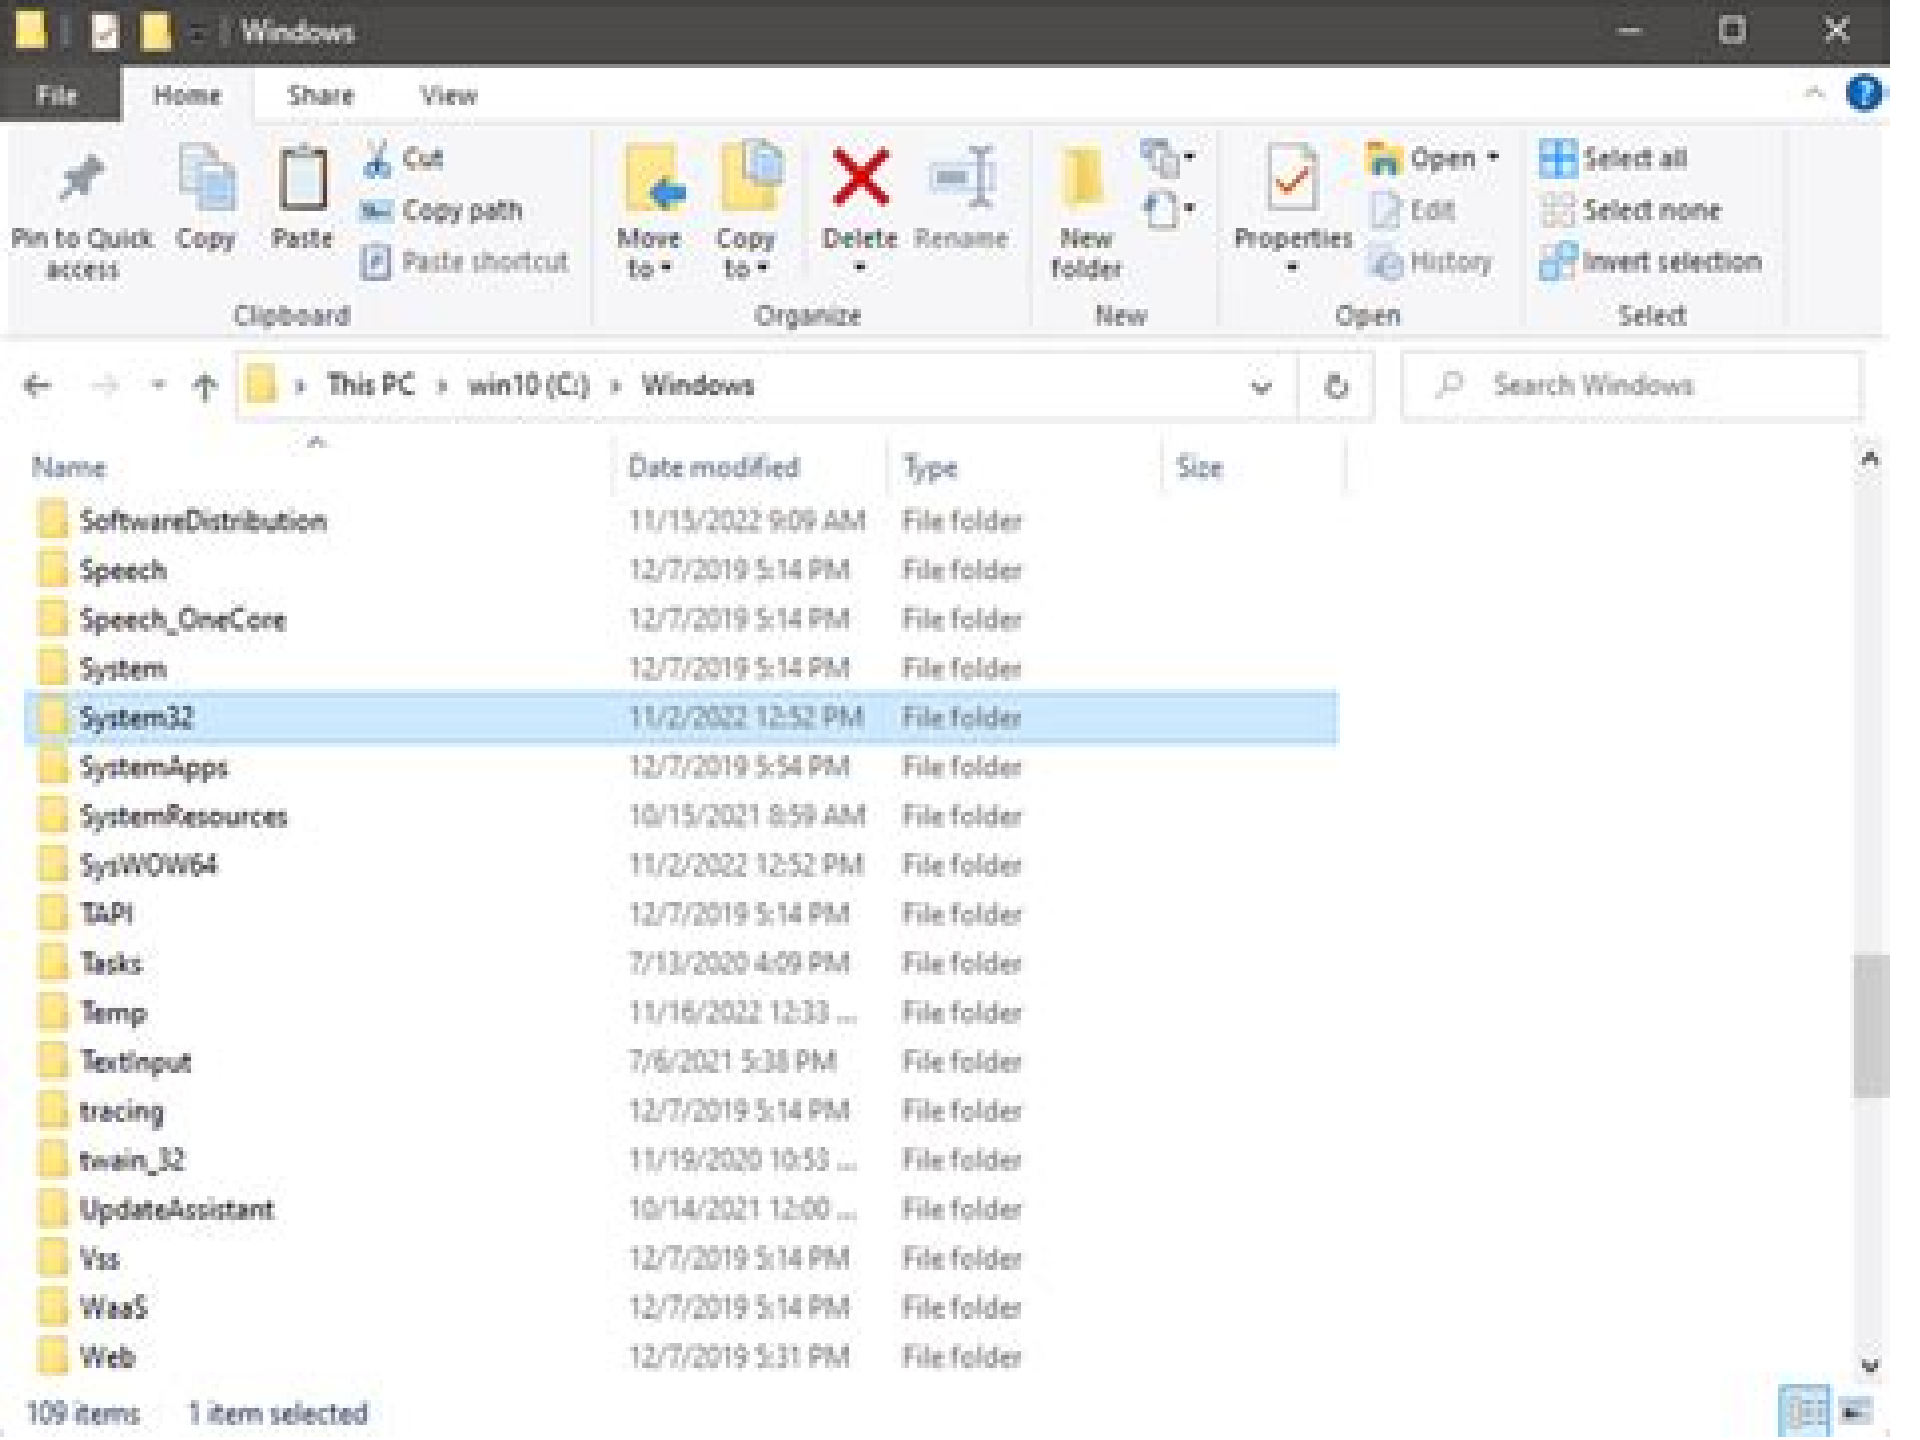 Windows
File Home Share View
Pin to Quick access
Copy
Paste
Cut
Copy path
Paste shortcut
Clipboard
Move to
Copy to
Delete
Rename
Organize
New folder
New
Properties
Open
Edit
History
Open
Select all
Select none
Invert selection
Select
This PC win10 (C:) Windows
Search Windows
Name Date modified Type Size
SoftwareDistribution 11/15/2022 9:09 AM File folder
Speech 12/7/2019 5:14 PM File folder
Speech_OneCore 12/7/2019 5:14 PM File folder
System 12/7/2019 5:14 PM File folder
System32 11/2/2022 12:52 PM File folder
SystemApps 12/7/2019 5:54 PM File folder
SystemResources 10/15/2021 8:59 AM File folder
SysWOW64 11/2/2022 12:52 PM File folder
TAPI 12/7/2019 5:14 PM File folder
Tasks 7/13/2020 4:09 PM File folder
Temp 11/16/2022 12:33 ... File folder
TextInput 7/6/2021 5:38 PM File folder
tracing 12/7/2019 5:14 PM File folder
twain_32 11/19/2020 10:53 ... File folder
UpdateAssistant 10/14/2021 12:00 ... File folder
Vss 12/7/2019 5:14 PM File folder
WaaS 12/7/2019 5:14 PM File folder
Web 12/7/2019 5:31 PM File folder
109 items 1 item selected